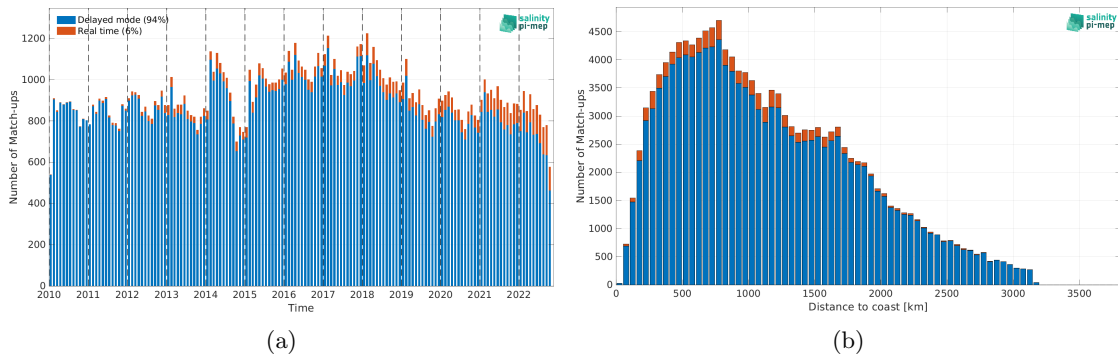 Delayed mode (94%)
Real time (6%)
salinity
pi-mep
1200
1000
800
600
400
200
0
Number of Match-ups
2010 2011 2012 2013 2014 2015 2016 2017 2018 2019 2020 2021 2022
Time
(a)
salinity
pi-mep
4500
4000
3500
3000
2500
2000
1500
1000
500
0
Number of Match-ups
0 500 1000 1500 2000 2500 3000 3500
Distance to coast [km]
(b)